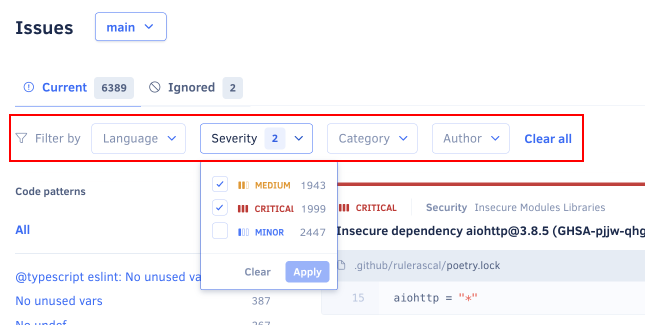 Issues main
Current 6389 Ignored 2
Filter by Language Severity 2 Category Author Clear all
Code patterns
MEDIUM 1943
CRITICAL 1999
MINOR 2447
Clear Apply
All
@typescript eslint: No unused va
No unused vars 387
No undef 267
CRITICAL Security Insecure Modules Libraries
Insecure dependency aiohttp@3.8.5 (GHSA-pjjw-qhg
.github/rulerascal/poetry.lock
15 aiohttp = "*"